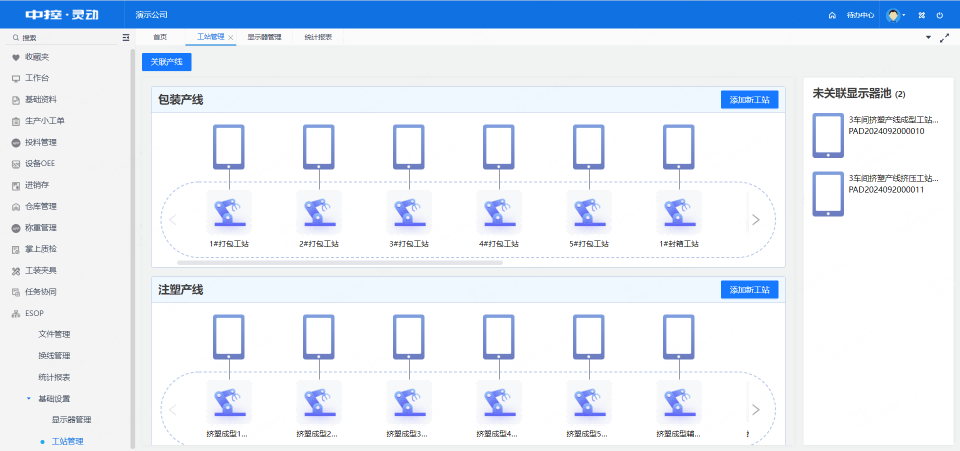 中控·灵动
演示公司
待办中心
搜索
首页
工站管理
显示器管理
统计报表
收藏夹
工作台
基础资料
生产小工单
投料管理
设备OEE
进销存
仓库管理
称重管理
掌上质检
工装夹具
任务协同
ESOP
文件管理
换线管理
统计报表
基础设置
显示器管理
工站管理
关联产线
包装产线
添加新工站
1#打包工站
2#打包工站
3#打包工站
4#打包工站
5#打包工站
1#封箱工站
注塑产线
添加新工站
挤塑成型1...
挤塑成型2...
挤塑成型3...
挤塑成型4...
挤塑成型5...
挤塑成型辅...
未关联显示器池 (2)
3车间挤塑产线成型工站...
PAD2024092000010
3车间挤塑产线挤压工站...
PAD2024092000011